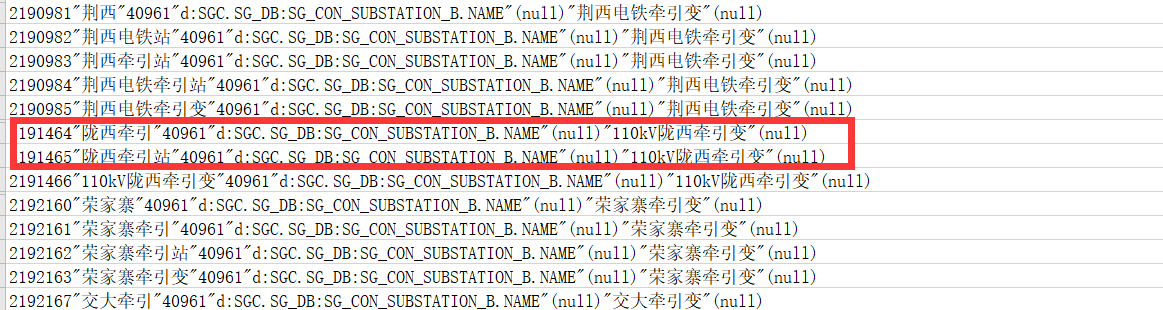 2190981"荆西"40961"d:SGC.SG_DB:SG_CON_SUBSTATION_B.NAME"(null)"荆西电铁牵引变"(null)
2190982"荆西电铁站"40961"d:SGC.SG_DB:SG_CON_SUBSTATION_B.NAME"(null)"荆西电铁牵引变"(null)
2190983"荆西牵引站"40961"d:SGC.SG_DB:SG_CON_SUBSTATION_B.NAME"(null)"荆西电铁牵引变"(null)
2190984"荆西电铁牵引站"40961"d:SGC.SG_DB:SG_CON_SUBSTATION_B.NAME"(null)"荆西电铁牵引变"(null)
2190985"荆西电铁牵引变"40961"d:SGC.SG_DB:SG_CON_SUBSTATION_B.NAME"(null)"荆西电铁牵引变"(null)
191464"陇西牵引"40961"d:SGC.SG_DB:SG_CON_SUBSTATION_B.NAME"(null)"110kV陇西牵引变"(null)
191465"陇西牵引站"40961"d:SGC.SG_DB:SG_CON_SUBSTATION_B.NAME"(null)"110kV陇西牵引变"(null)
2191466"110kV陇西牵引变"40961"d:SGC.SG_DB:SG_CON_SUBSTATION_B.NAME"(null)"110kV陇西牵引变"(null)
2192160"荣家寨"40961"d:SGC.SG_DB:SG_CON_SUBSTATION_B.NAME"(null)"荣家寨牵引变"(null)
2192161"荣家寨牵引"40961"d:SGC.SG_DB:SG_CON_SUBSTATION_B.NAME"(null)"荣家寨牵引变"(null)
2192162"荣家寨牵引站"40961"d:SGC.SG_DB:SG_CON_SUBSTATION_B.NAME"(null)"荣家寨牵引变"(null)
2192163"荣家寨牵引变"40961"d:SGC.SG_DB:SG_CON_SUBSTATION_B.NAME"(null)"荣家寨牵引变"(null)
2192167"交大牵引"40961"d:SGC.SG_DB:SG_CON_SUBSTATION_B.NAME"(null)"交大牵引变"(null)